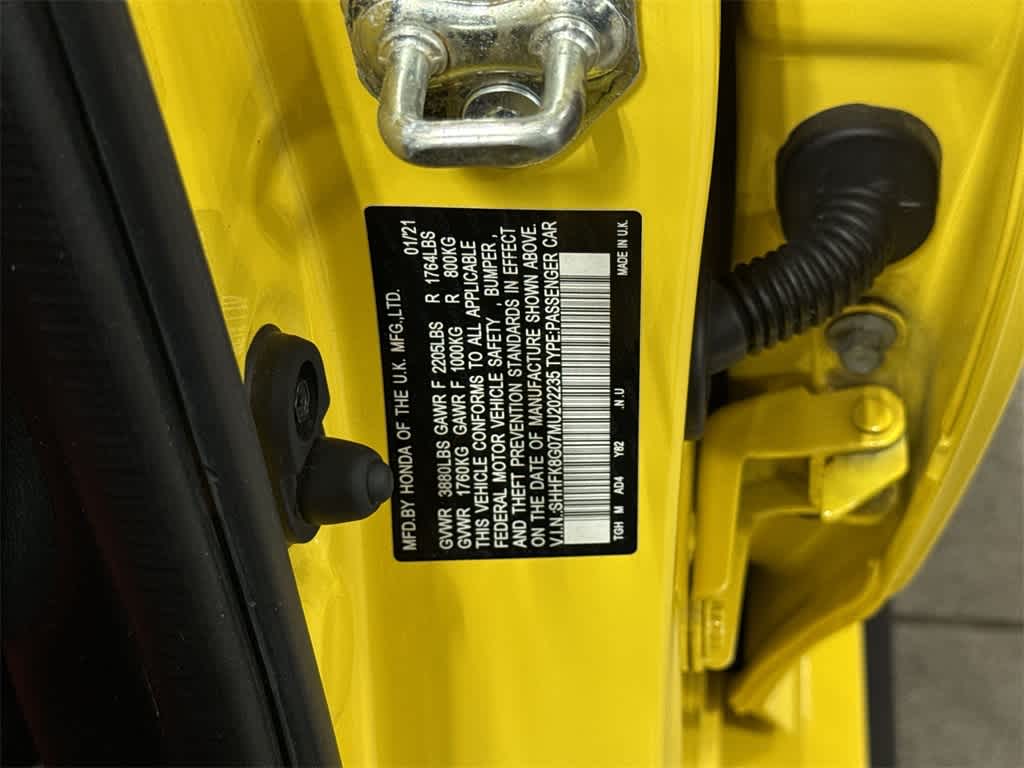 MFD.BY HONDA OF THE U.K. MFG.,LTD.
01/21
GVWR 3880LBS GAWR F 2205LBS R 1764LBS
GVWR 1760KG GAWR F 1000KG R 800KG
THIS VEHICLE CONFORMS TO ALL APPLICABLE
FEDERAL MOTOR VEHICLE SAFETY , BUMPER ,
AND THEFT PREVENTION STANDARDS IN EFFECT
ON THE DATE OF MANUFACTURE SHOWN ABOVE.
V.I.N.:SHHFK8G07MU202235 TYPE:PASSENGER CAR
TGH M AD4 Y82 .N.U MADE IN U.K.